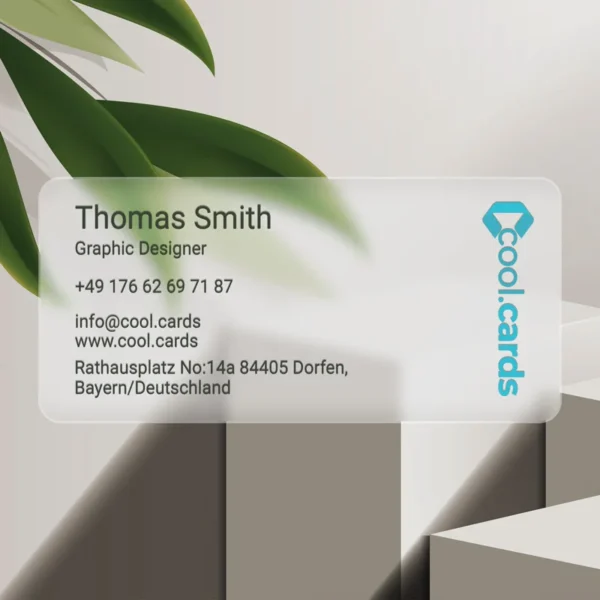 Thomas Smith
Graphic Designer
+49 176 62 69 71 87
info@cool.cards
www.cool.cards
Rathausplatz No:14a 84405 Dorfen,
Bayern/Deutschland
cool.cards